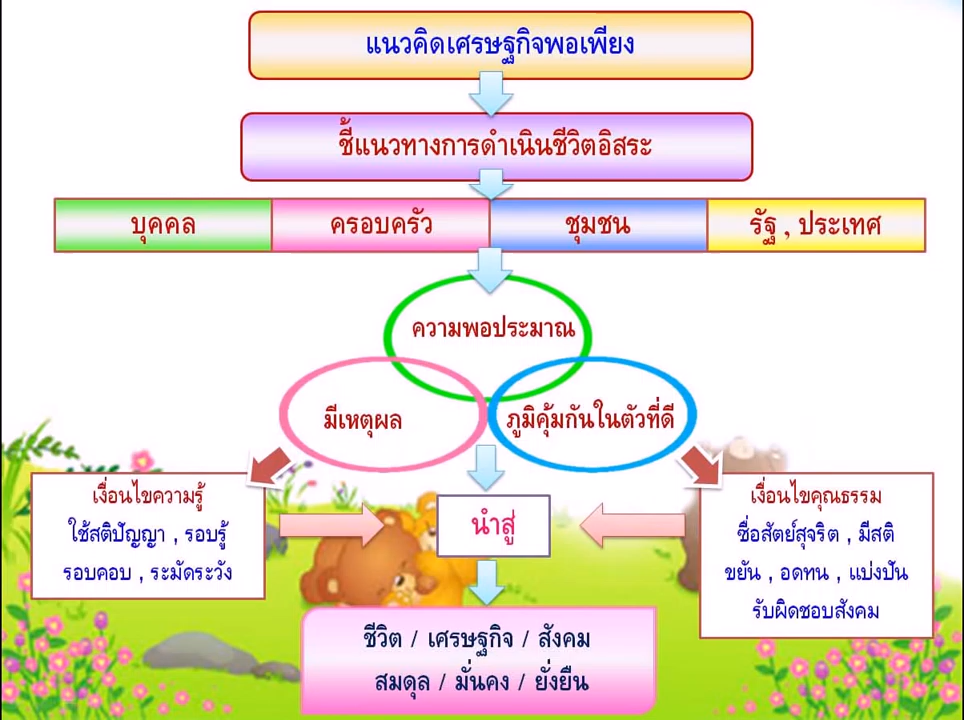 แนวคิดเศรษฐกิจพอเพียง
ชี้แนวทางการดำเนินชีวิตอิสระ
บุคคล
ครอบครัว
ชุมชน
รัฐ , ประเทศ
ความพอประมาณ
มีเหตุผล
ภูมิคุ้มกันในตัวที่ดี
เงื่อนไขความรู้
ใช้สติปัญญา , รอบรู้
รอบคอบ , ระมัดระวัง
นำสู่
เงื่อนไขคุณธรรม
ซื่อสัตย์สุจริต , มีสติ
ขยัน , อดทน , แบ่งปัน
รับผิดชอบสังคม
ชีวิต / เศรษฐกิจ / สังคม
สมดุล / มั่นคง / ยั่งยืน